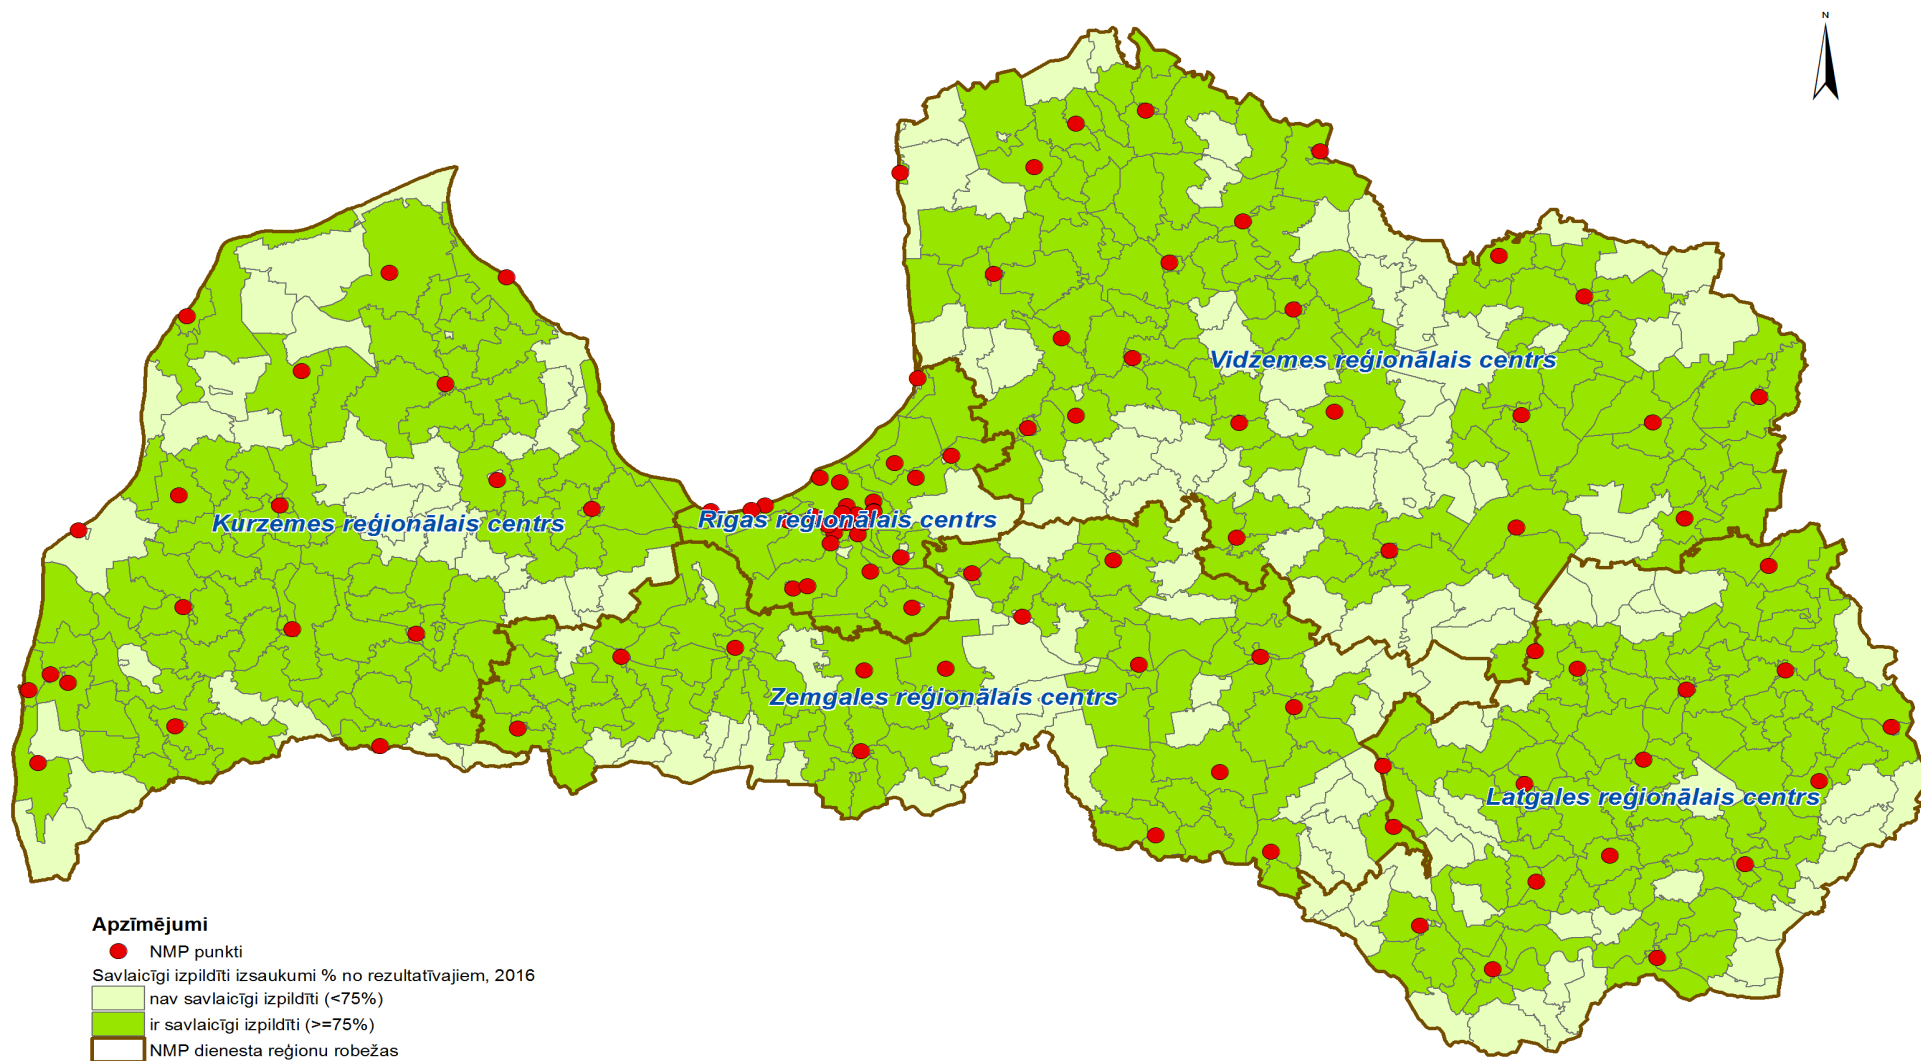 N
Vidzemes reģionālais centrs
Kurzemes reģionālais centrs
Rīgas reģionālais centrs
Zemgales reģionālais centrs
Latgales reģionālais centrs
Apzīmējumi
NMP punkti
Savlaicīgi izpildīti izsaukumi % no rezultatīvajiem, 2016
nav savlaicīgi izpildīti (<75%)
ir savlaicīgi izpildīti (>=75%)
NMP dienesta reģionu robežas